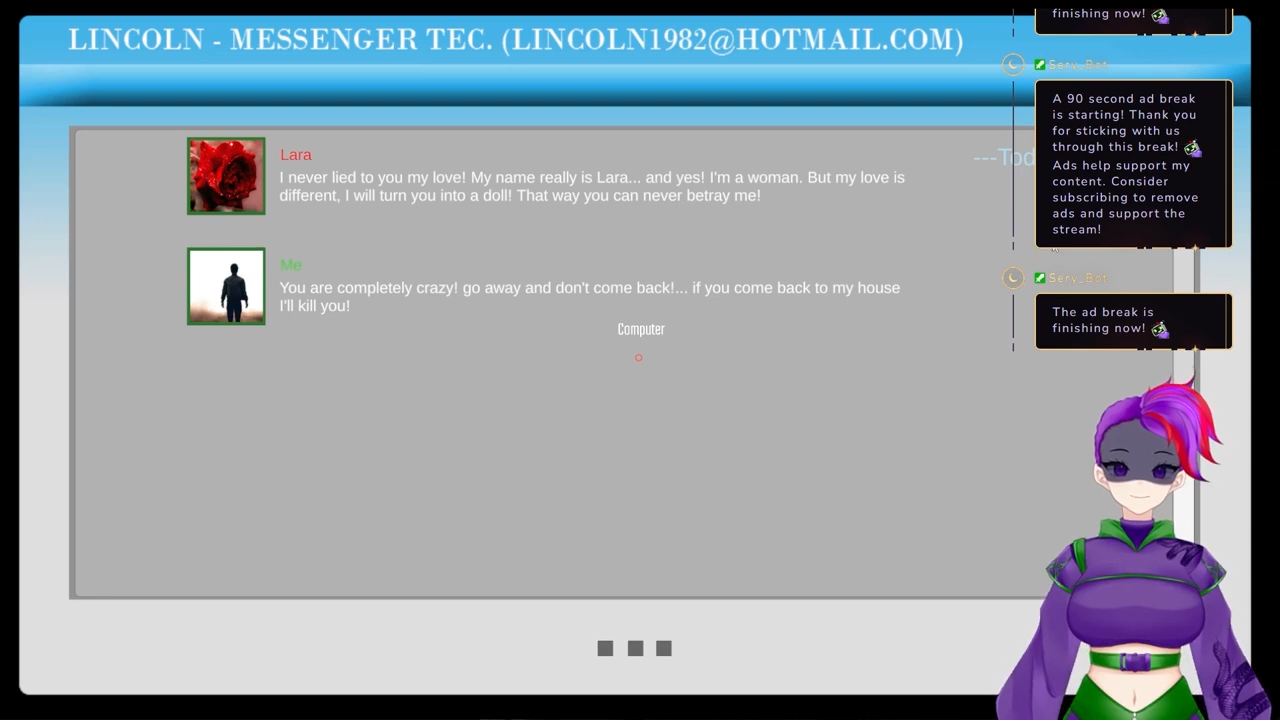 LINCOLN - MESSENGER TEC. (LINCOLN1982@HOTMAIL.COM)
Lara
I never lied to you my love! My name really is Lara... and yes! I'm a woman. But my love is
different, I will turn you into a doll! That way you can never betray me!
Me
You are completely crazy! go away and don't come back!... if you come back to my house
I'll kill you!
Computer
---Tod
finishing now!
Serv_Bot
A 90 second ad break
is starting! Thank you
for sticking with us
through this break!
Ads help support my
content. Consider
subscribing to remove
ads and support the
stream!
Serv_Bot
The ad break is
finishing now!